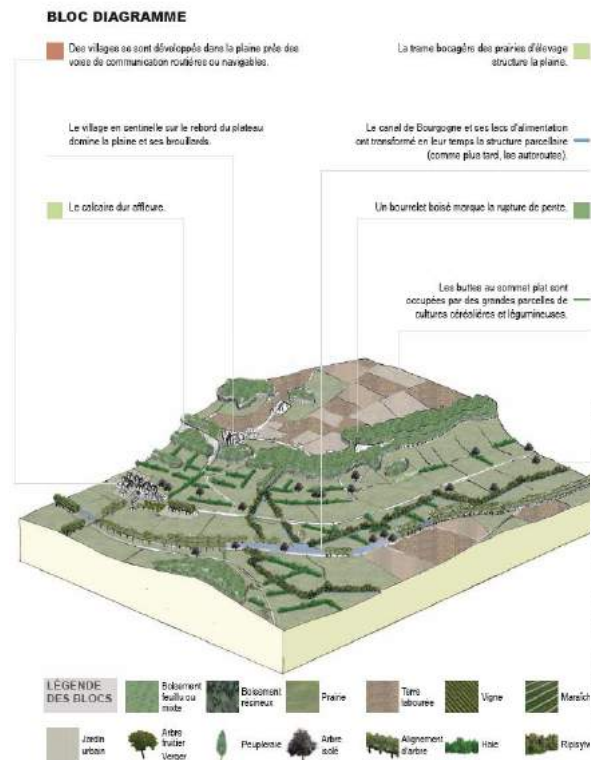 BLOC DIAGRAMME
Des villages se sont développés dans la plaine près des
voies de communication routières ou navigables.
La trame bocagère des prairies d'élevage
structure la plaine.
Le village en sentinelle sur le rebord du plateau
domine la plaine et ses brouillards.
Le canal de Bourgogne et ses lacs d'alimentation
ont transformé en leur temps la structure parcellaire
(comme plus tard, les autoroutes).
Le calcaire dur affleure.
Un bourrelet boisé marque la rupture de pente.
Les buttes au sommet plat sont
occupées par des grandes parcelles de
cultures céréalières et légumineuses.
LÉGENDE
DES BLOCS
Boisement
feuillu ou
mixte
Boisement
résineux
Prairie
Terre
labourée
Vigne
Maraîch
Jardin
urbain
Arbre
fruitier
Verger
Peupleraie
Arbre
isolé
Alignement
d'arbre
Haie
Ripisylv